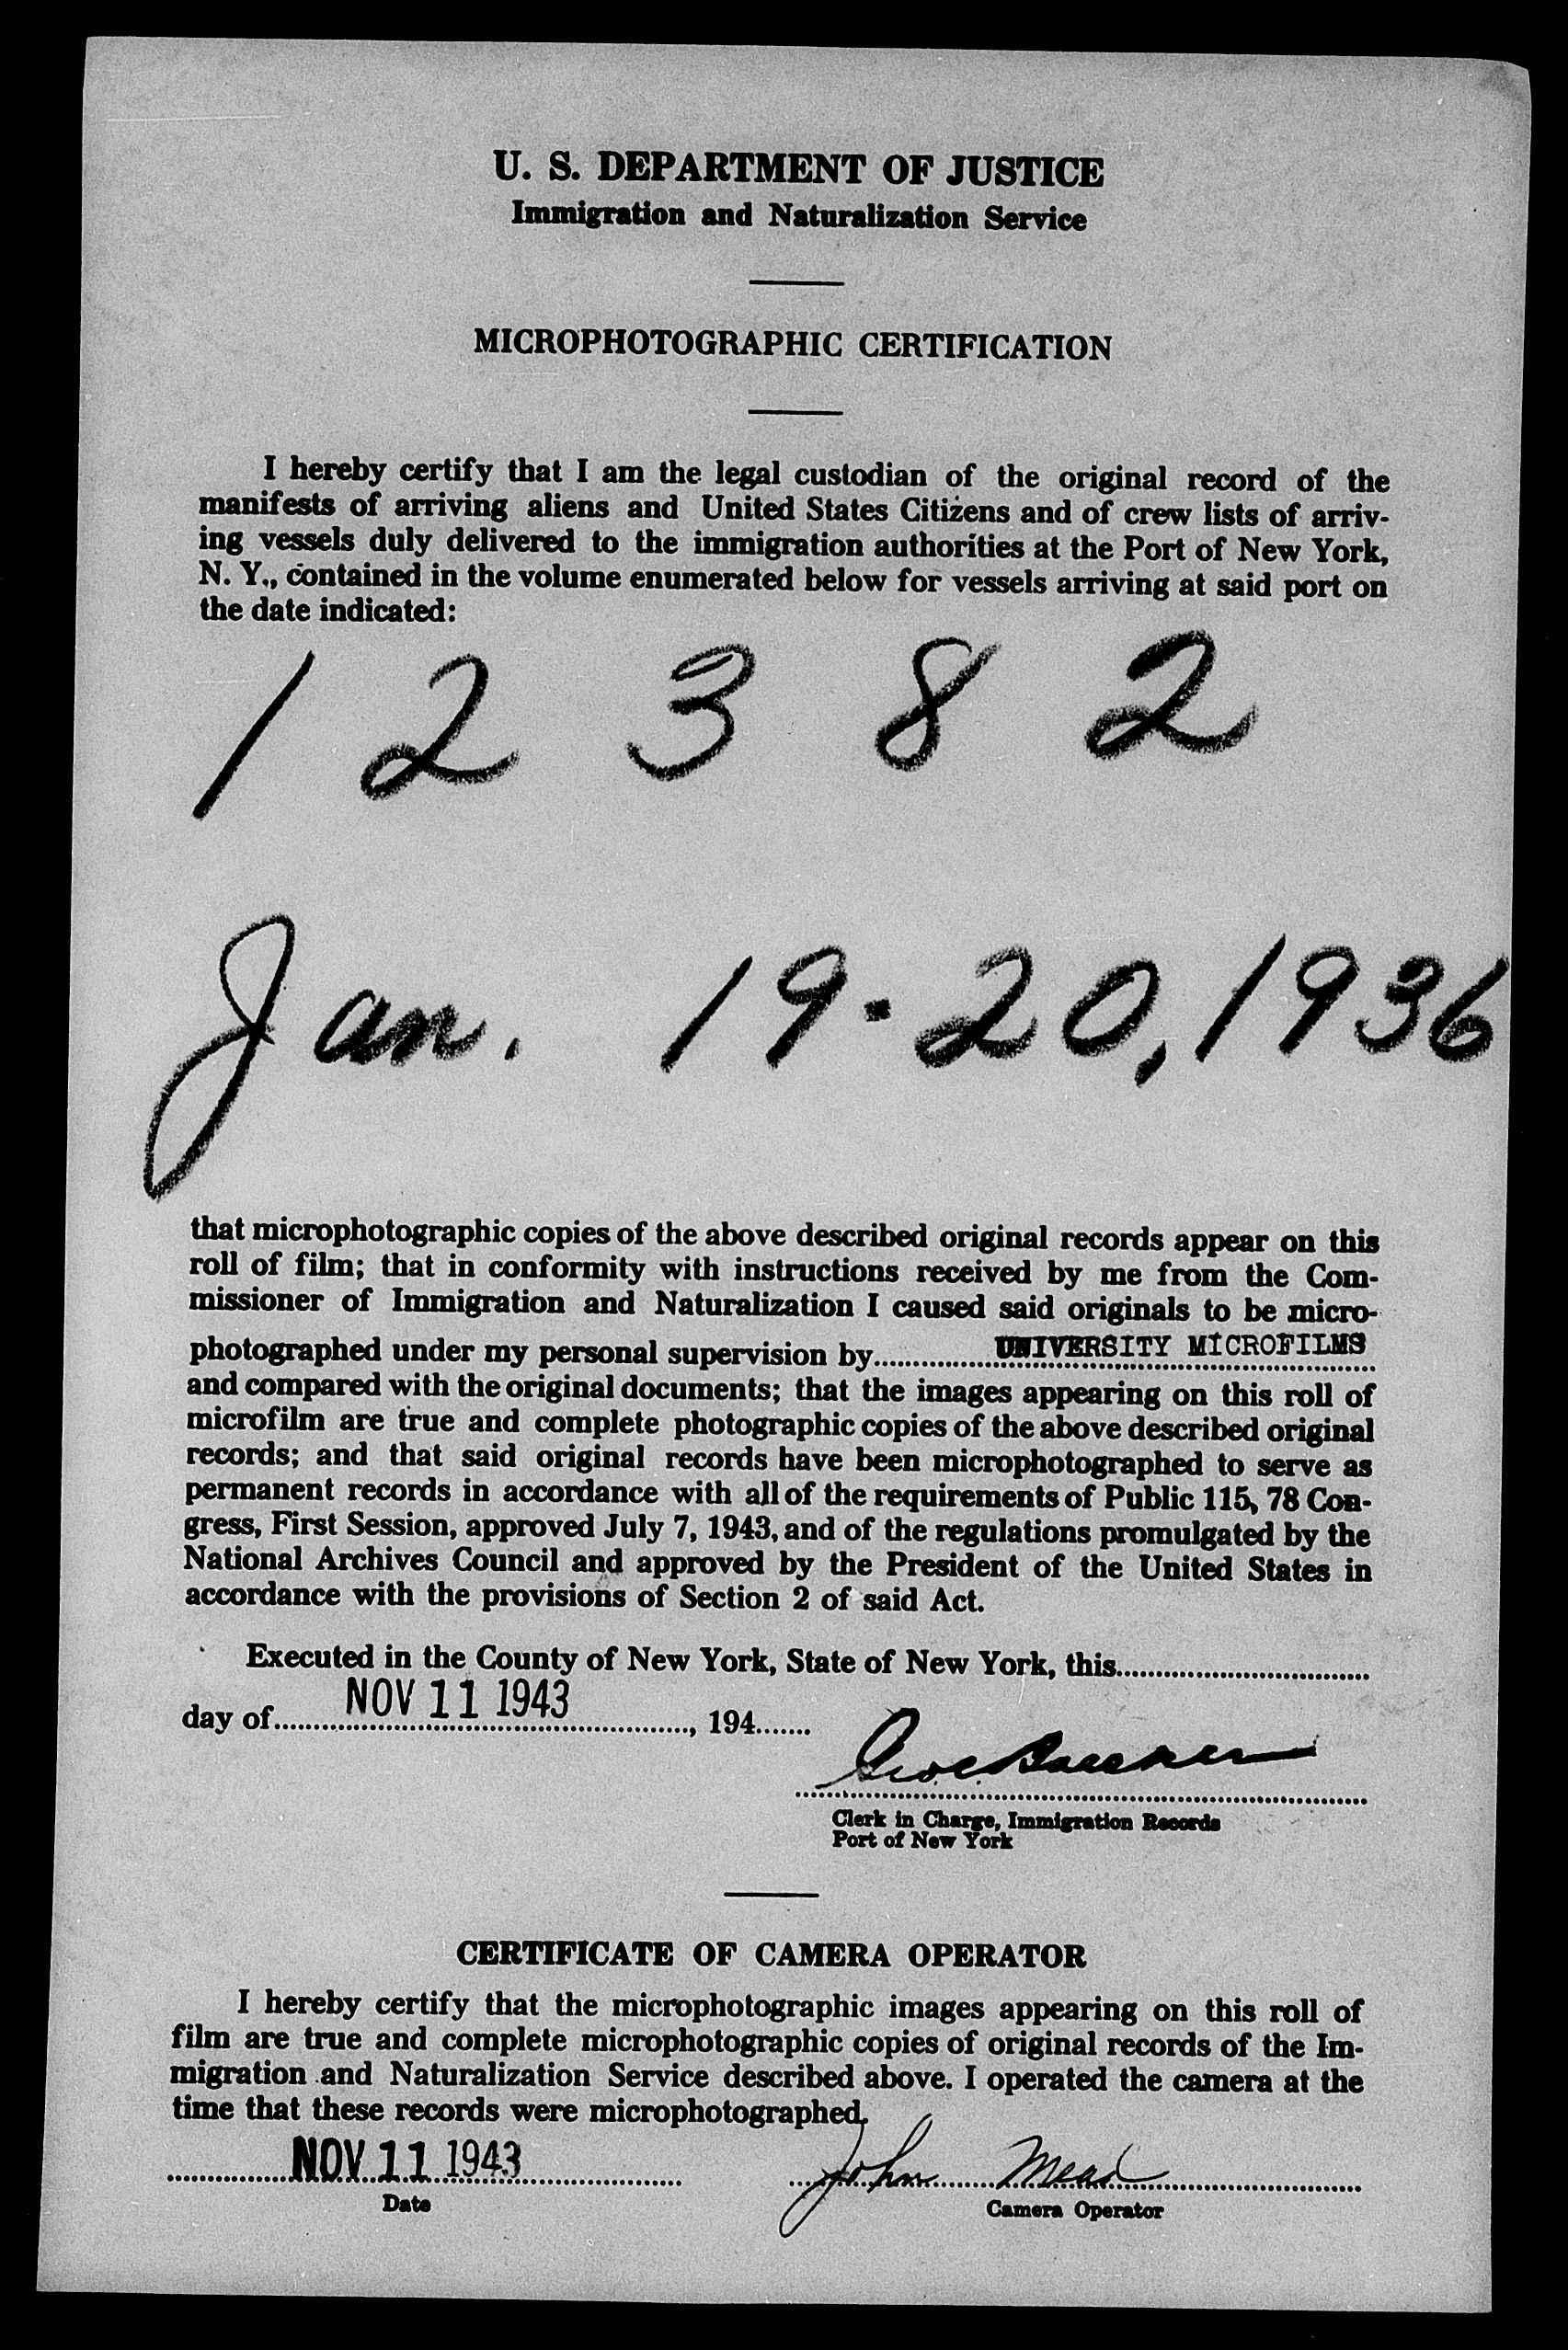 U. S. DEPARTMENT OF JUSTICE
Immigration and Naturalization Service
MICROPHOTOGRAPHIC CERTIFICATION
I hereby certify that I am the legal custodian of the original record of the
manifests of arriving aliens and United States Citizens and of crew lists of arriv-
ing vessels duly delivered to the immigration authorities at the Port of New York,
N. Y., contained in the volume enumerated below for vessels arriving at said port on
the date indicated:
1 2 3 8 2
Jan. 19-20, 1936
that microphotographic copies of the above described original records appear on this
roll of film; that in conformity with instructions received by me from the Com-
missioner of Immigration and Naturalization I caused said originals to be micro-
photographed under my personal supervision by UNIVERSITY MICROFILMS
and compared with the original documents; that the images appearing on this roll of
microfilm are true and complete photographic copies of the above described original
records; and that said original records have been microphotographed to serve as
permanent records in accordance with all of the requirements of Public 115, 78 Con-
gress, First Session, approved July 7, 1943, and of the regulations promulgated by the
National Archives Council and approved by the President of the United States in
accordance with the provisions of Section 2 of said Act.
Executed in the County of New York, State of New York, this
day of NOV 11 1943, 194
Clerk in Charge, Immigration Records
Port of New York
CERTIFICATE OF CAMERA OPERATOR
I hereby certify that the microphotographic images appearing on this roll of
film are true and complete microphotographic copies of original records of the Im-
migration and Naturalization Service described above. I operated the camera at the
time that these records were microphotographed.
NOV 11 1943 John Mead
Date Camera Operator